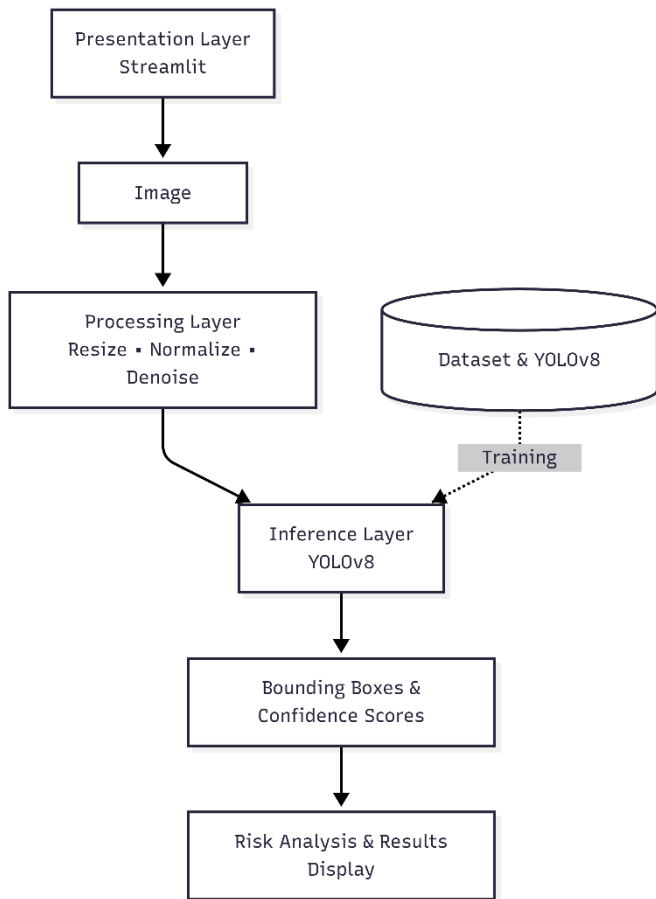 Presentation Layer
Streamlit
Image
Processing Layer
Resize ▪ Normalize ▪
Denoise
Dataset & YOLOv8
Training
Inference Layer
YOLOv8
Bounding Boxes &
Confidence Scores
Risk Analysis & Results
Display